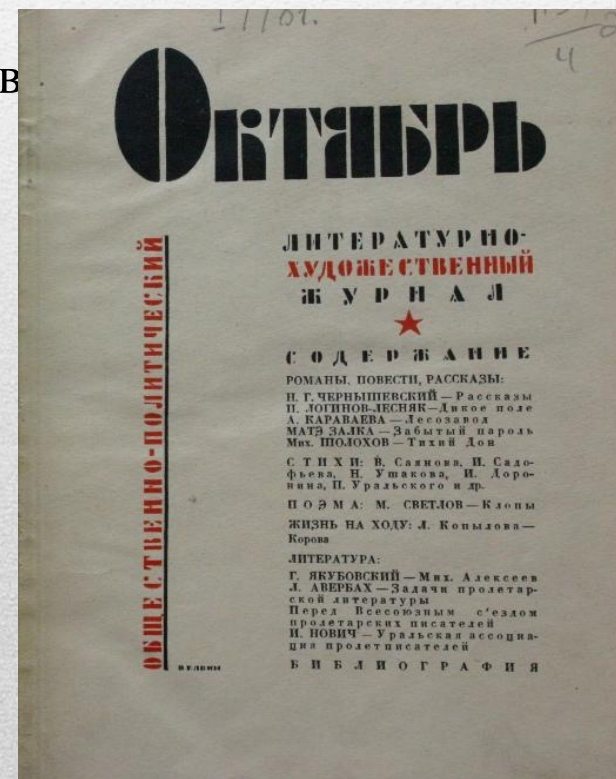 в
Октябрь
ОБЩЕСТВЕННО-ПОЛИТИЧЕСКИЙ
ЛИТЕРАТУРНО-
ХУДОЖЕСТВЕННЫЙ
ЖУРНАЛ
СОДЕРЖАНИЕ
РОМАНЫ, ПОВЕСТИ, РАССКАЗЫ:
Н. Г. ЧЕРНЫШЕВСКИЙ — Рассказы
П. ЛОГИНОВ-ЛЕСНЯК — Дикое поле
А. КАРАВАЕВА — Лесозавод
МАТЭ ЗАЛКА — Забытый пароль
Мих. ШОЛОХОВ — Тихий Дон
СТИХИ: В. Саянова, И. Садо-
фьева, Н. Ушакова, И. Доро-
нина, П. Уральского и др.
ПОЭМА: М. СВЕТЛОВ — Клопы
ЖИЗНЬ НА ХОДУ: Л. Копылова —
Корова
ЛИТЕРАТУРА:
Г. ЯКУБОВСКИЙ — Мих. Алексеев
Л. АВЕРБАХ — Задачи пролетар-
ской литературы
Перед Всесоюзным с'ездом
пролетарских писателей
И. НОВИЧ — Уральская ассоциа-
ция пролетписателей
БИБЛИОГРАФИЯ